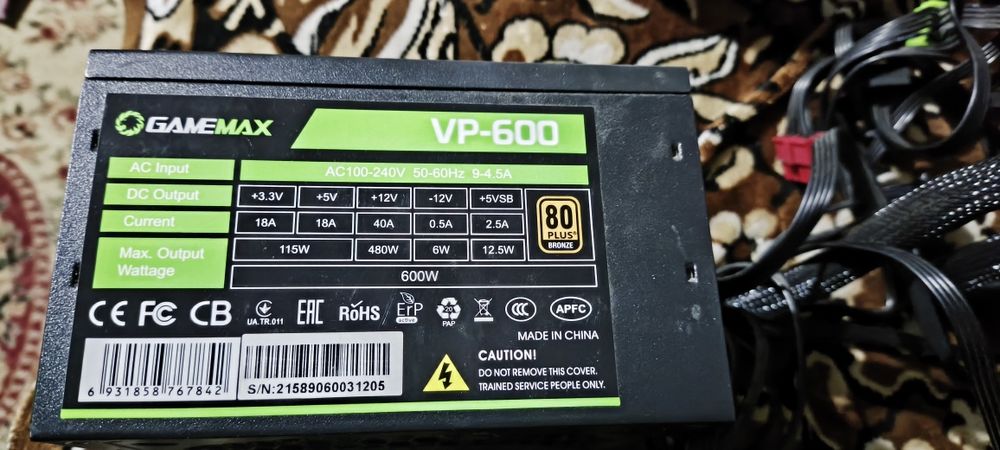 GAMEMAX VP-600
AC Input AC100-240V 50-60Hz 9-4.5A
DC Output +3.3V +5V +12V -12V +5VSB
Current 18A 18A 40A 0.5A 2.5A
Max. Output Wattage 115W 480W 6W 12.5W
600W
80 PLUS® BRONZE
CE FC CB UA.TR.011 EAC RoHS ErP active 20 PAP CCC APFC
MADE IN CHINA
6 931858 767842
S/N:21589060031205
CAUTION!
DO NOT REMOVE THIS COVER.
TRAINED SERVICE PEOPLE ONLY.